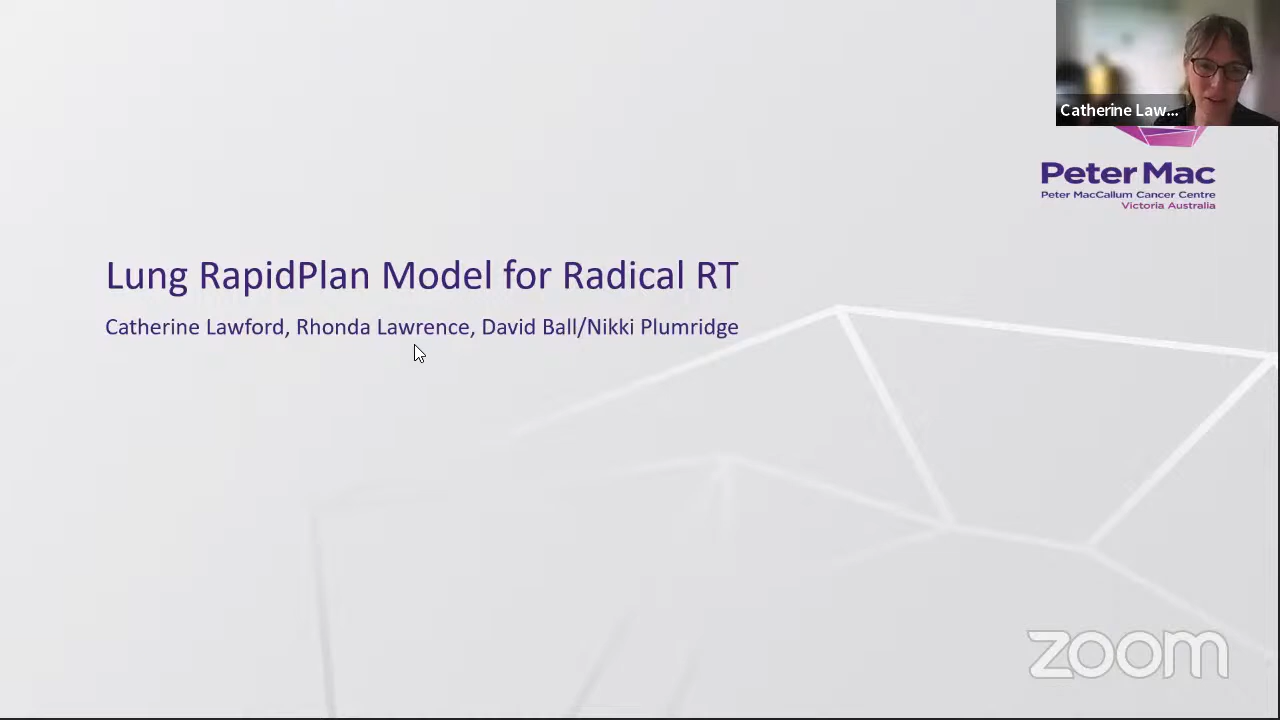 Catherine Law...
Peter Mac
Peter MacCallum Cancer Centre
Victoria Australia
Lung RapidPlan Model for Radical RT
Catherine Lawford, Rhonda Lawrence, David Ball/Nikki Plumridge
zoom